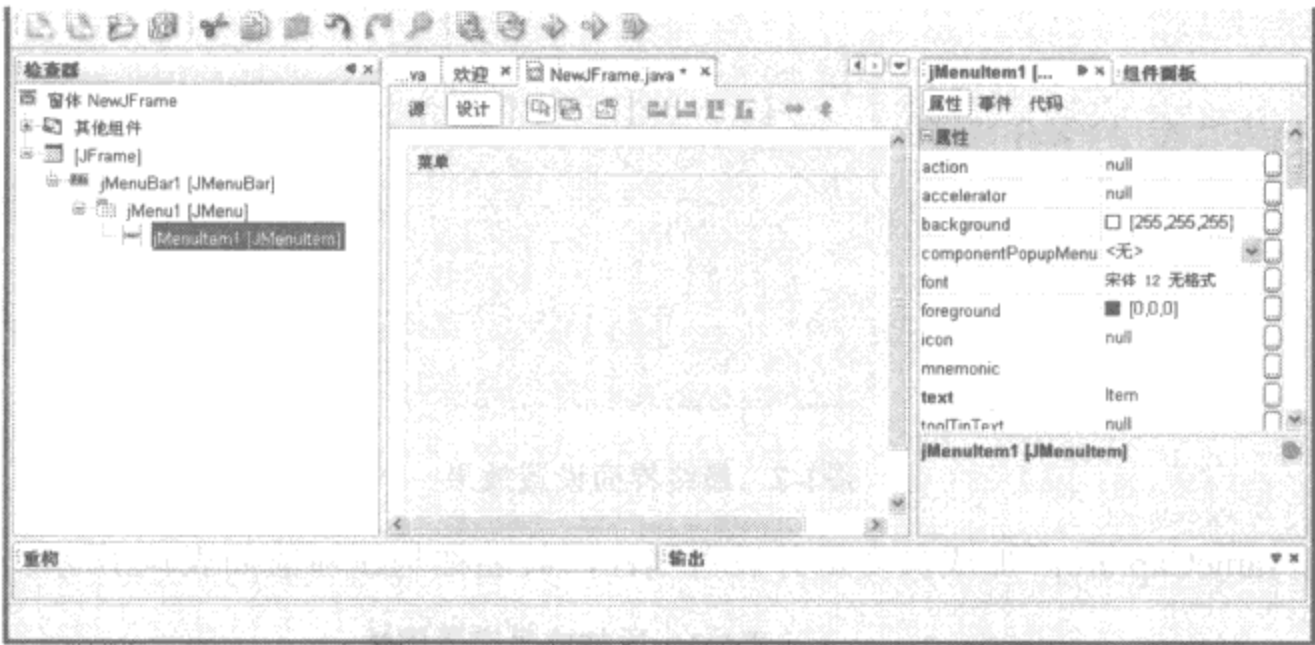 检查器
窗体 NewJFrame
其他组件
[JFrame]
jMenuBar1 [JMenuBar]
jMenu1 [JMenu]
jMenuItem1 [JMenuItem]
...va 欢迎 NewJFrame.java *
源 设计
菜单
jMenuItem1 [... 组件面板
属性 事件 代码
属性
action null
accelerator null
background [255,255,255]
componentPopupMenu <无>
font 宋体 12 无格式
foreground [0,0,0]
icon null
mnemonic
text Item
toolTipText null
jMenuItem1 [JMenuItem]
重构 输出